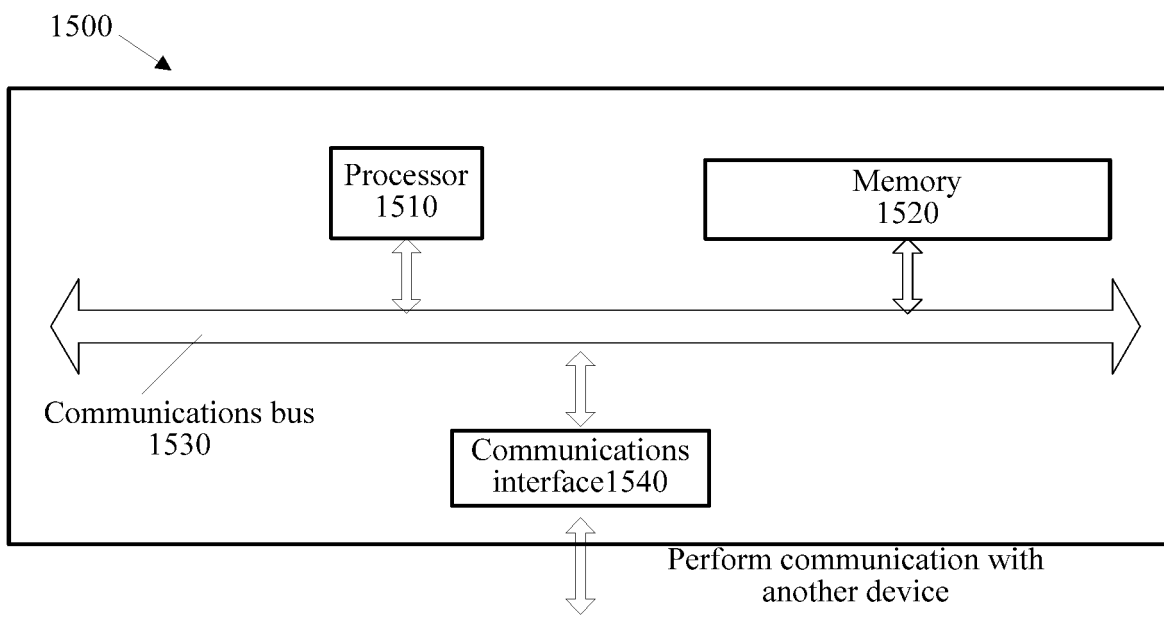 1500
Processor
1510
Memory
1520
Communications bus
1530
Communications
interface1540
Perform communication with
another device